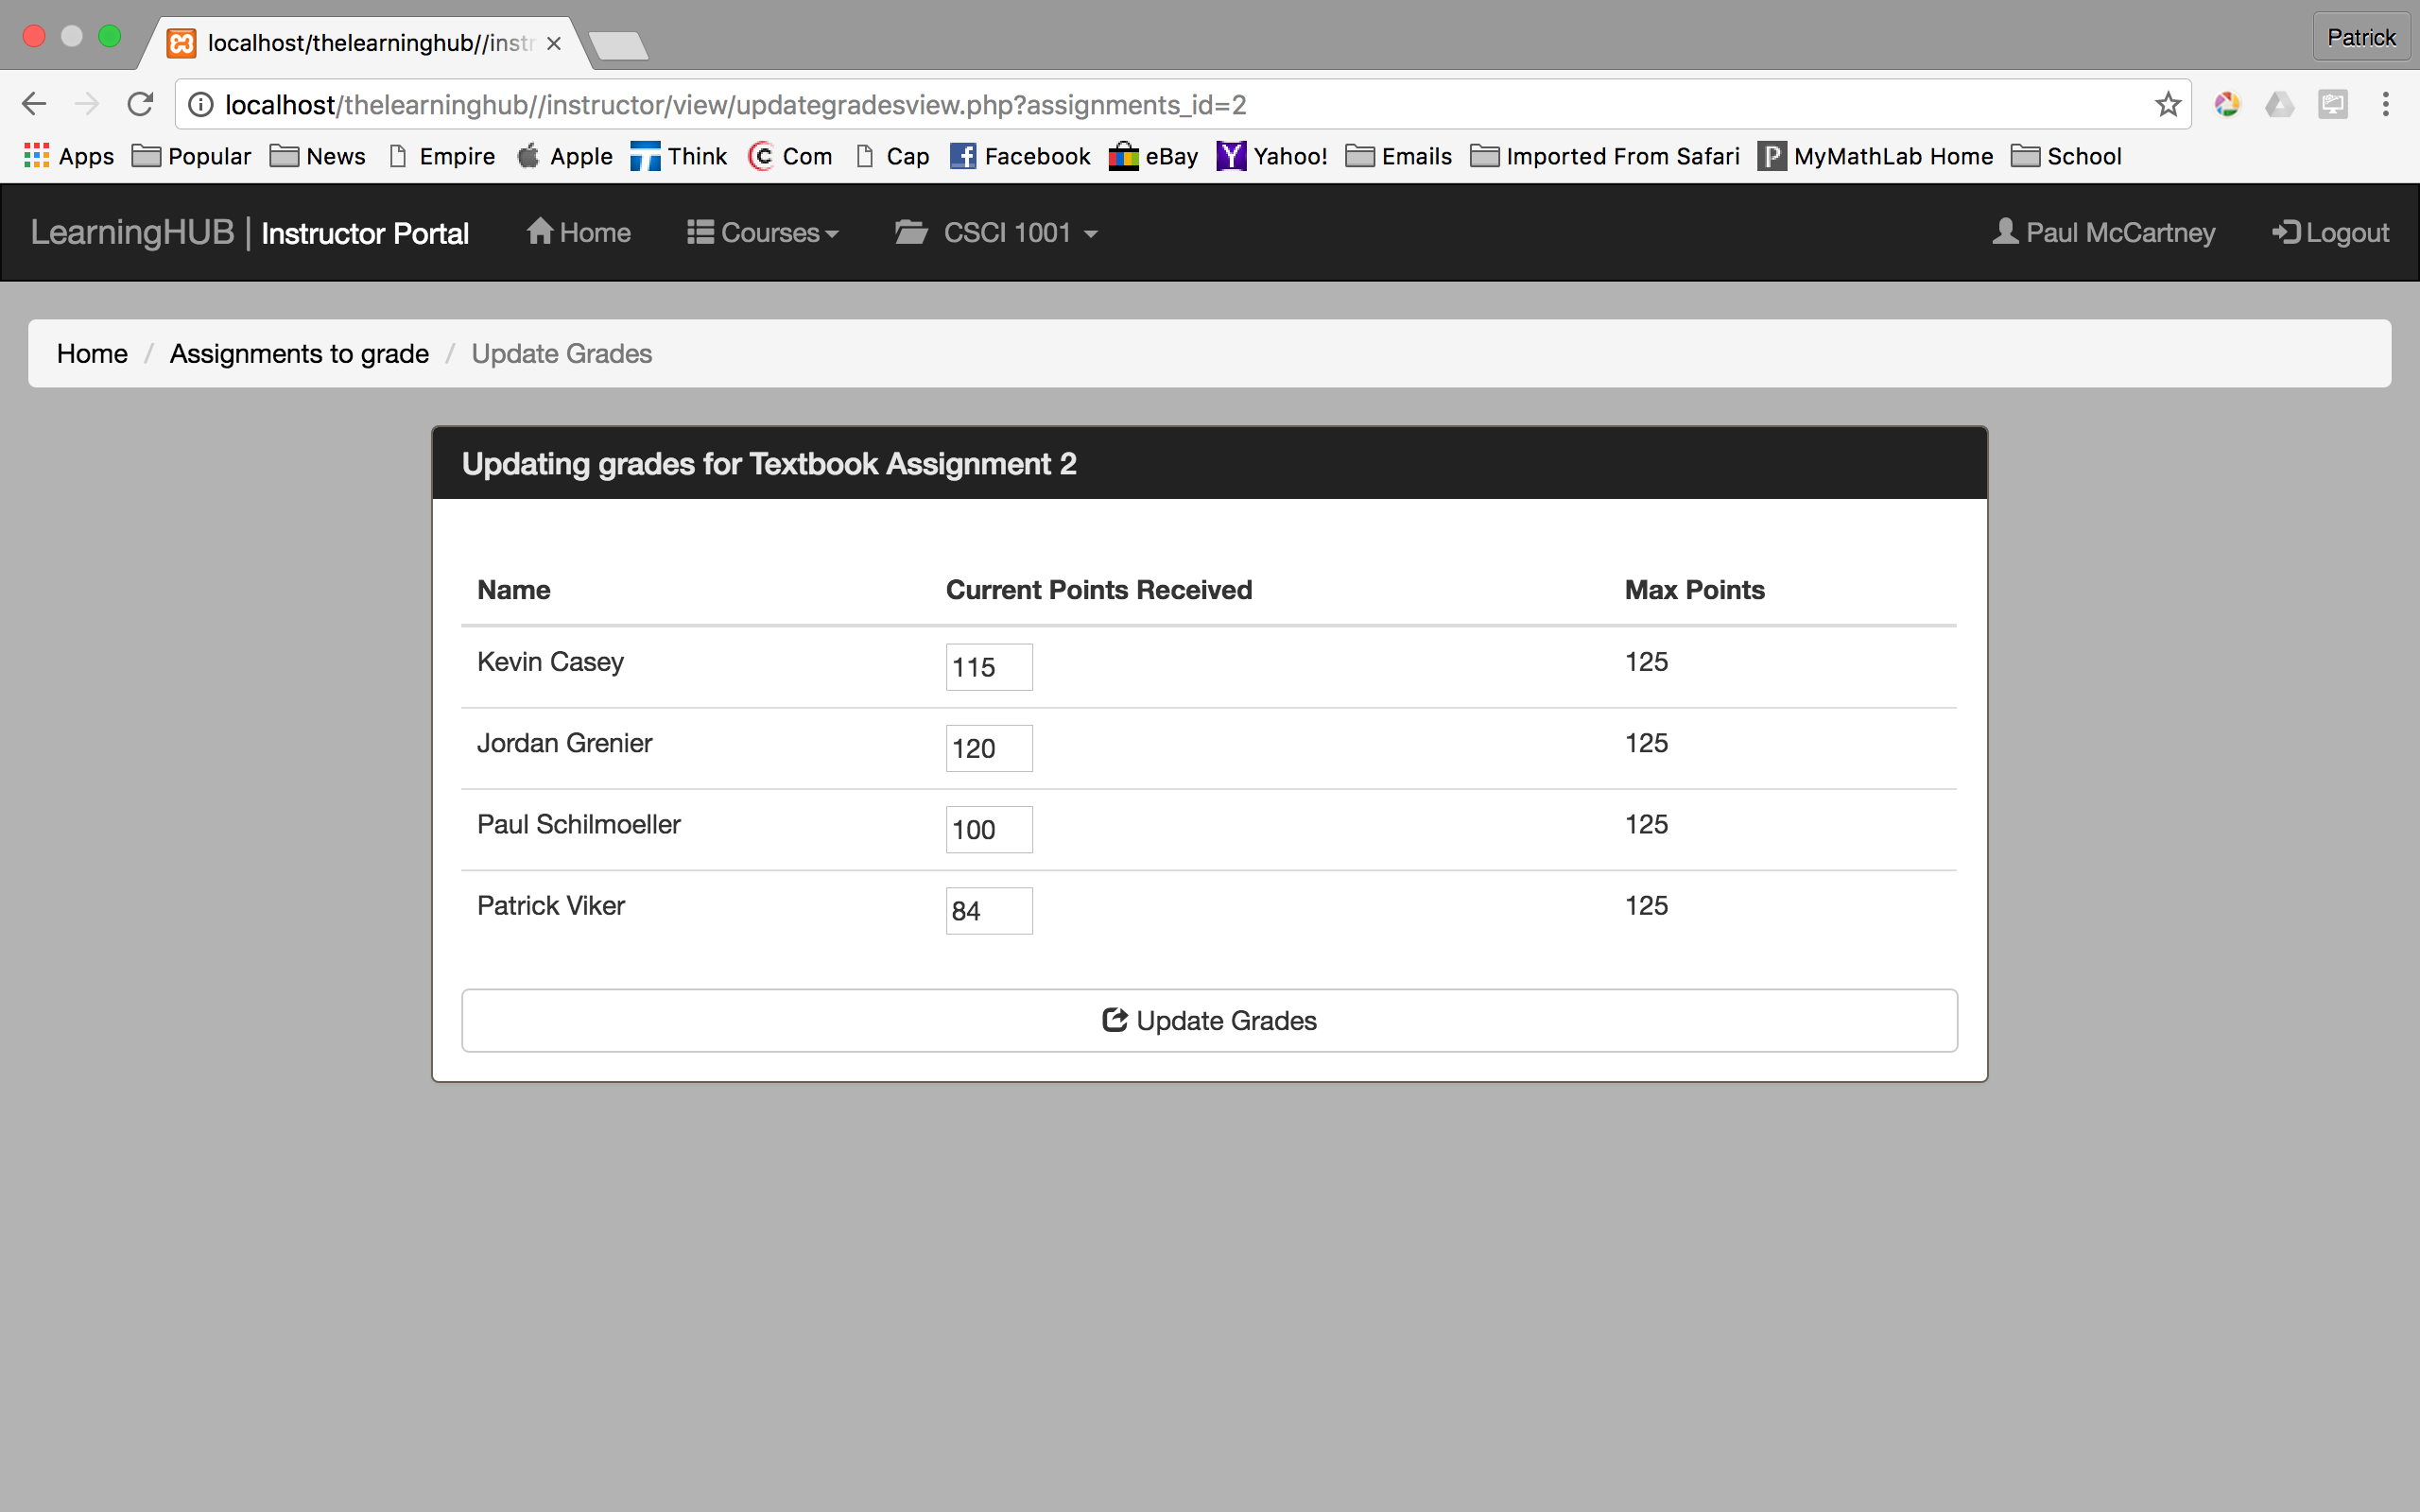 localhost/thelearninghub//inst
Patrick
localhost/thelearninghub//instructor/view/updategradesview.php?assignments_id=2
Apps Popular News Empire Apple Think Com Cap Facebook eBay Yahoo! Emails Imported From Safari MyMathLab Home School
LearningHUB | Instructor Portal Home Courses CSCI 1001 Paul McCartney Logout
Home / Assignments to grade / Update Grades
Updating grades for Textbook Assignment 2
Name Current Points Received Max Points
Kevin Casey 115 125
Jordan Grenier 120 125
Paul Schilmoeller 100 125
Patrick Viker 84 125
Update Grades